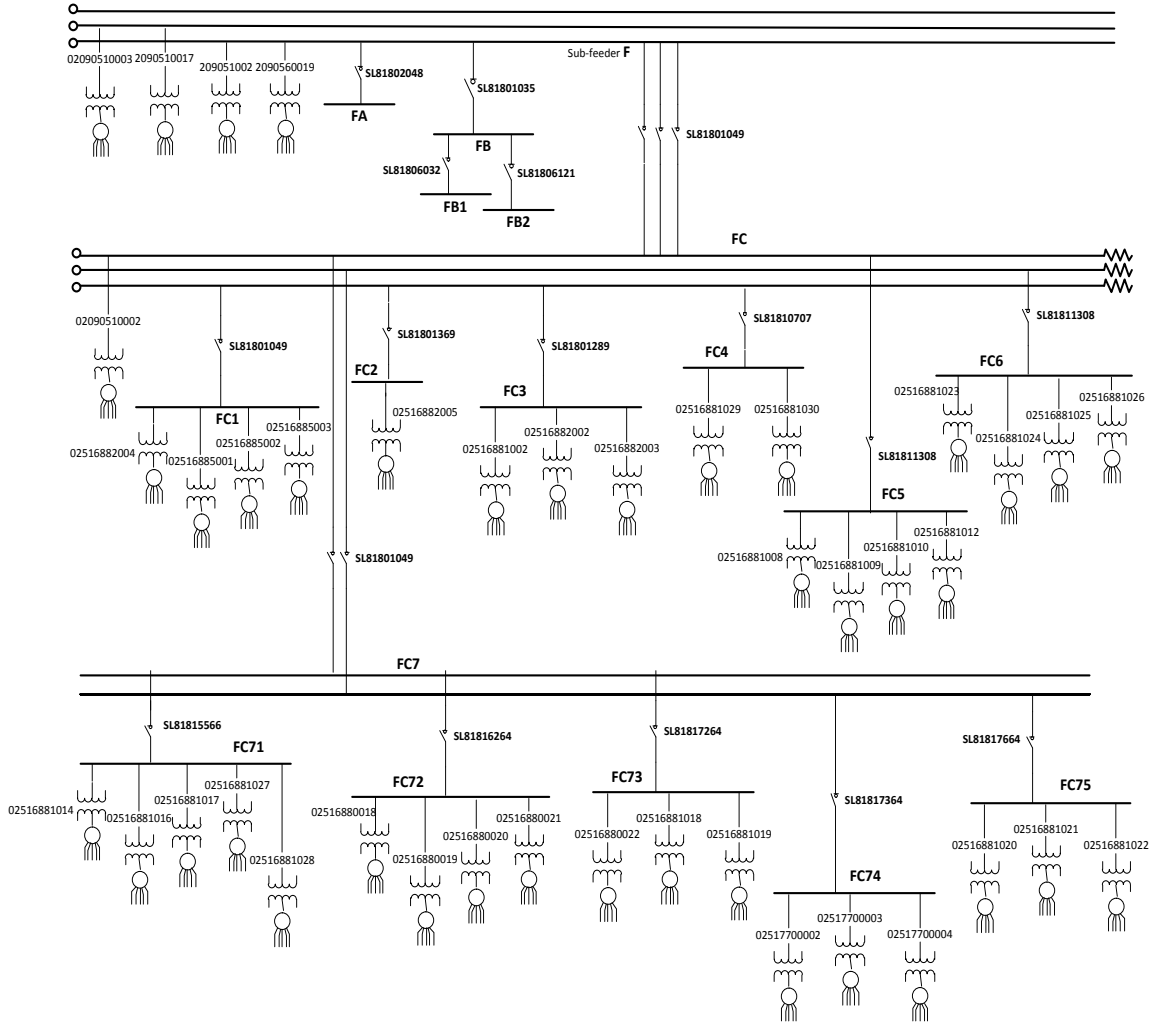 Sub-feeder F
02090510003
2090510017
2090510002
2090560019
SL81802048
FA
SL81801035
FB
SL81806032
SL81806121
FB1
FB2
SL81801049
FC
02090510002
SL81801049
FC1
02516882004
02516885001
02516885002
02516885003
SL81801369
FC2
02516882005
SL81801289
FC3
02516881002
02516882002
02516882003
SL81810707
FC4
02516881029
02516881030
SL81811308
FC5
02516881008
02516881009
02516881010
02516881012
SL81811308
FC6
02516881023
02516881024
02516881025
02516881026
SL81801049
FC7
SL81815566
FC71
02516881014
02516881016
02516881017
02516881027
02516881028
SL81816264
FC72
02516880018
02516880019
02516880020
02516880021
SL81817264
FC73
02516880022
02516881018
02516881019
SL81817364
FC74
02517700002
02517700003
02517700004
SL81817664
FC75
02516881020
02516881021
02516881022